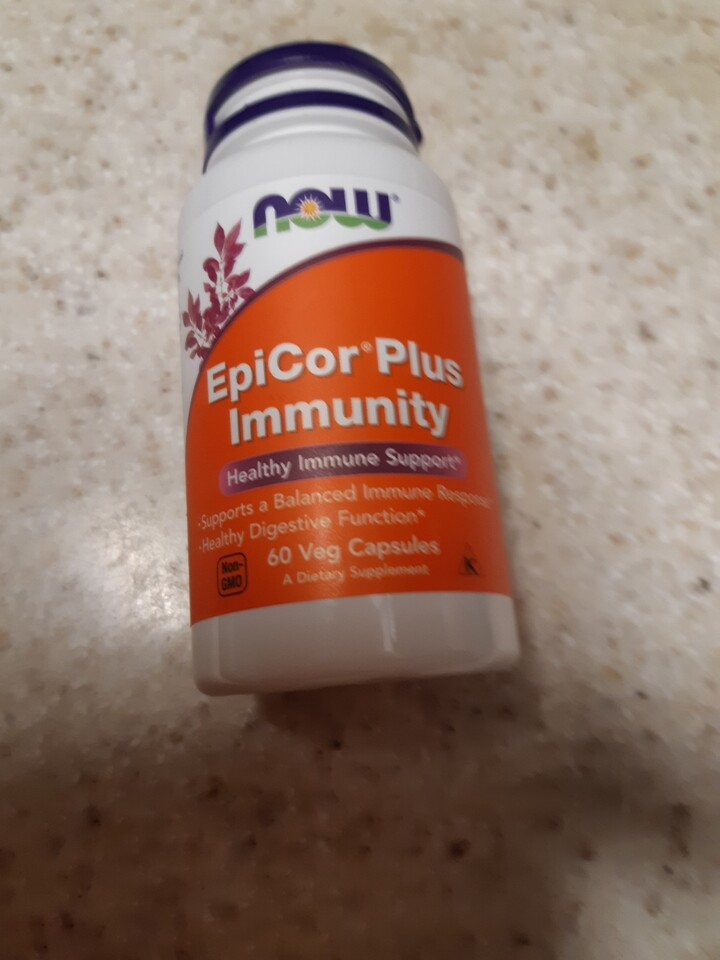 NOW®
EpiCor® Plus
Immunity
Healthy Immune Support*
•Supports a Balanced Immune
•Healthy Digestive Function*
60 Veg Capsules
A Dietary Supplement
Non-
GMO
K